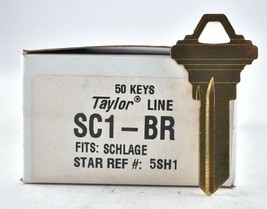 50 KEYS
Taylor® LINE
SC1-BR
FITS: SCHLAGE
STAR REF #: 5SH1